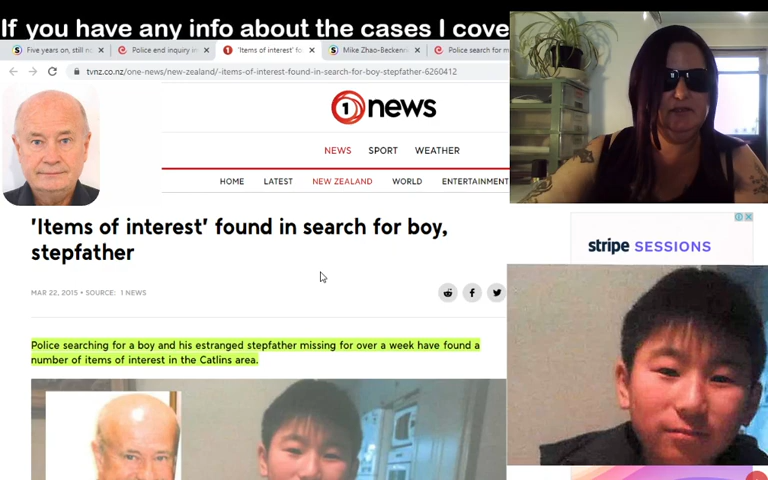 If you have any info about the cases I cove
Five years on, still n
Police end inquiry in
'Items of interest' fo
Mike Zhao-Beckenri
Police search for m
tvnz.co.nz/one-news/new-zealand/-items-of-interest-found-in-search-for-boy-stepfather-6260412
1 news
NEWS SPORT WEATHER
HOME LATEST NEW ZEALAND WORLD ENTERTAINMENT
'Items of interest' found in search for boy,
stepfather
MAR 22, 2015 • SOURCE: 1 NEWS
stripe SESSIONS
Police searching for a boy and his estranged stepfather missing for over a week have found a
number of items of interest in the Catlins area.